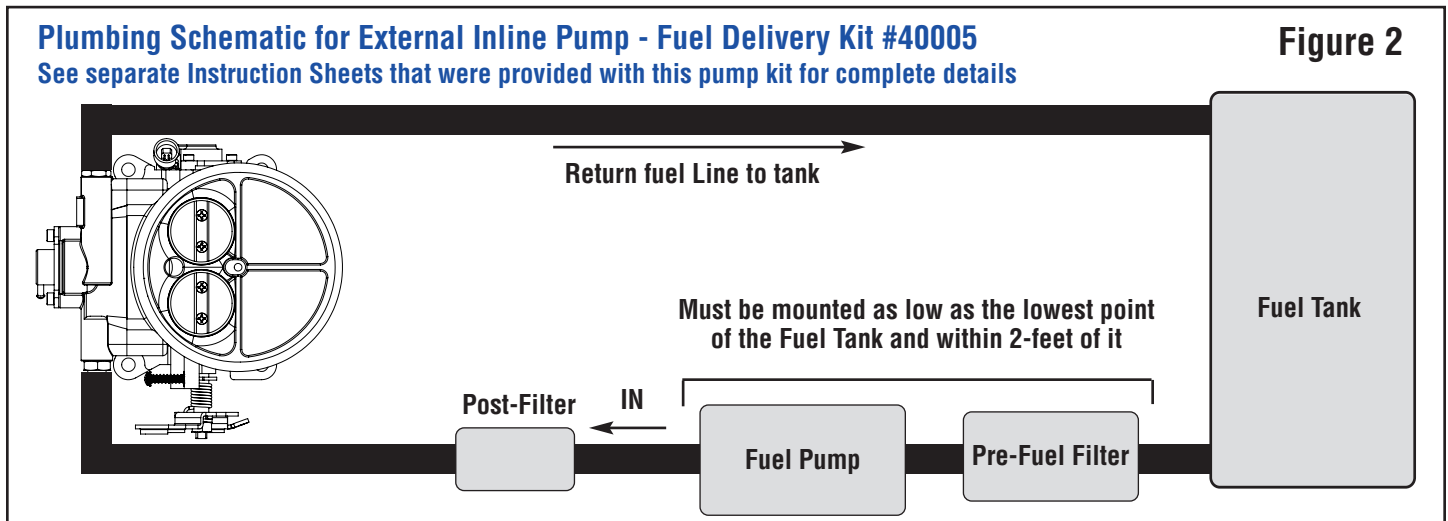 Plumbing Schematic for External Inline Pump - Fuel Delivery Kit #40005
See separate Instruction Sheets that were provided with this pump kit for complete details
Figure 2
Return fuel Line to tank
Must be mounted as low as the lowest point
of the Fuel Tank and within 2-feet of it
Fuel Tank
Post-Filter
IN
Fuel Pump
Pre-Fuel Filter